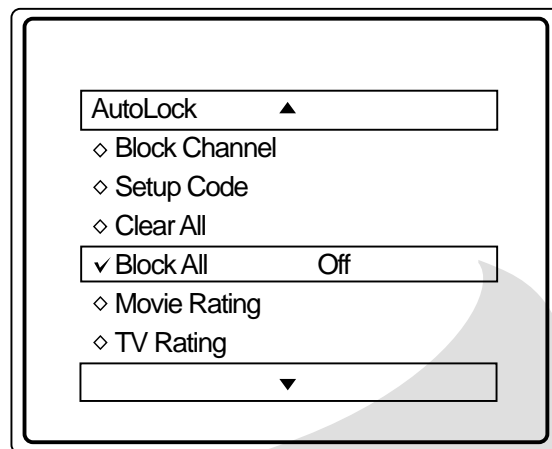 AutoLock ▲
◇ Block Channel
◇ Setup Code
◇ Clear All
✓ Block All Off
◇ Movie Rating
◇ TV Rating
▼